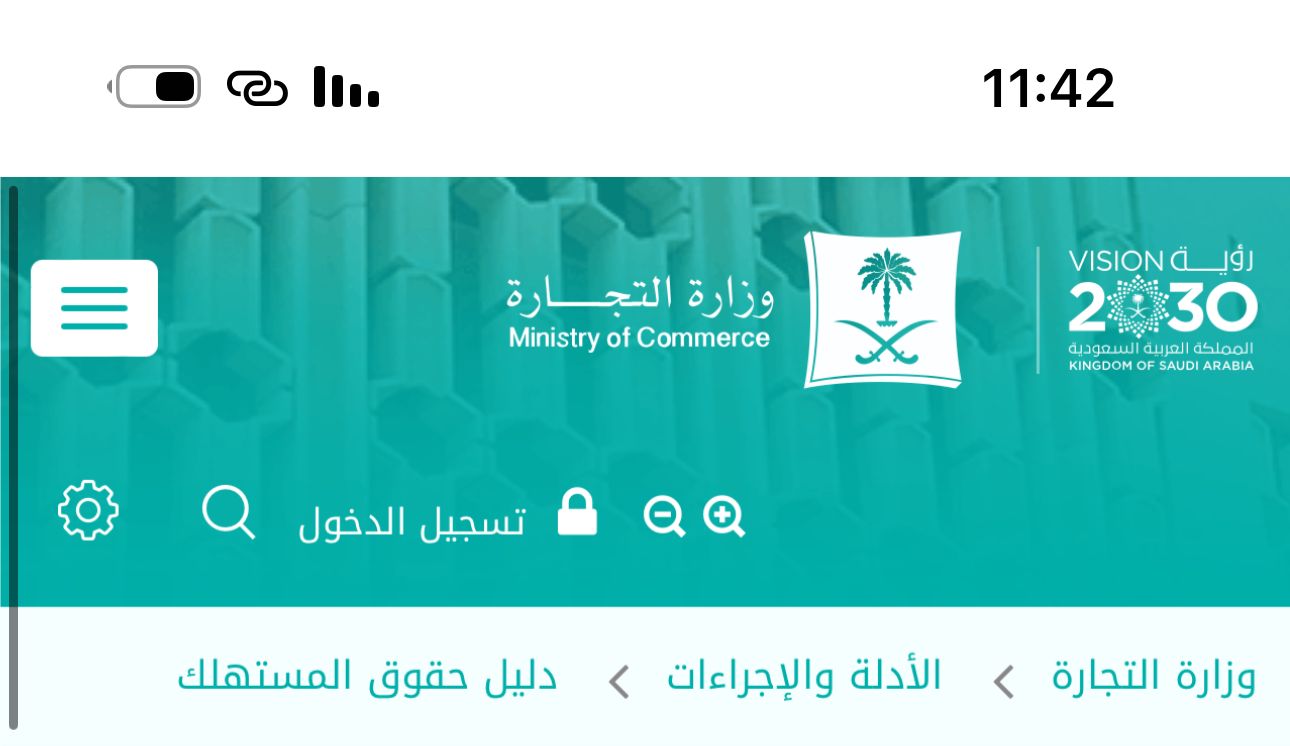 11:42
رؤيـــة VISION
2030
المملكة العربية السعودية
KINGDOM OF SAUDI ARABIA
وزارة التجـــــارة
Ministry of Commerce
تسجيل الدخول
وزارة التجارة > الأدلة والإجراءات > دليل حقوق المستهلك